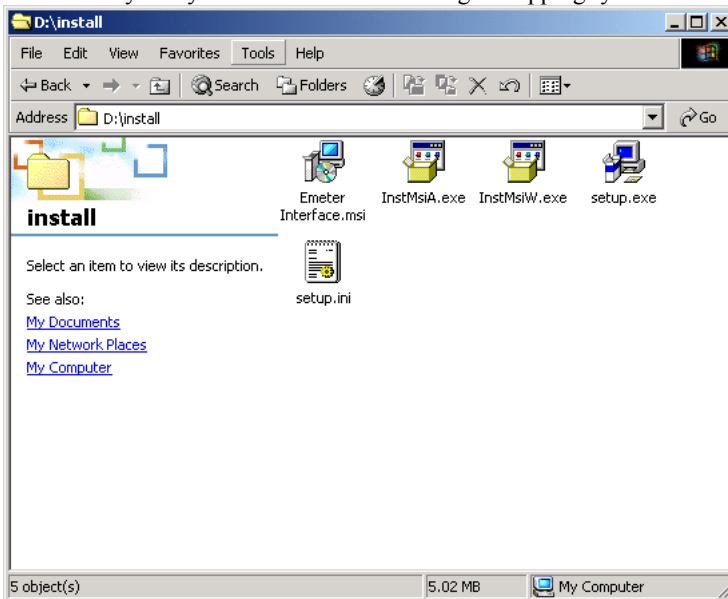 D:\install
File Edit View Favorites Tools Help
Back Search Folders
Address D:\install Go
install
Select an item to view its description.
See also:
My Documents
My Network Places
My Computer
Emeter Interface.msi
InstMsiA.exe
InstMsiW.exe
setup.exe
setup.ini
5 object(s) 5.02 MB My Computer